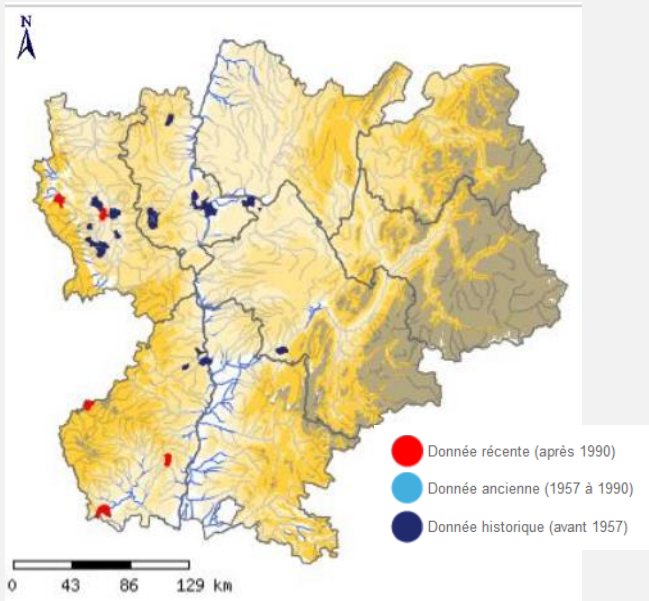 N
Donnée récente (après 1990)
Donnée ancienne (1957 à 1990)
Donnée historique (avant 1957)
0 43 86 129 km